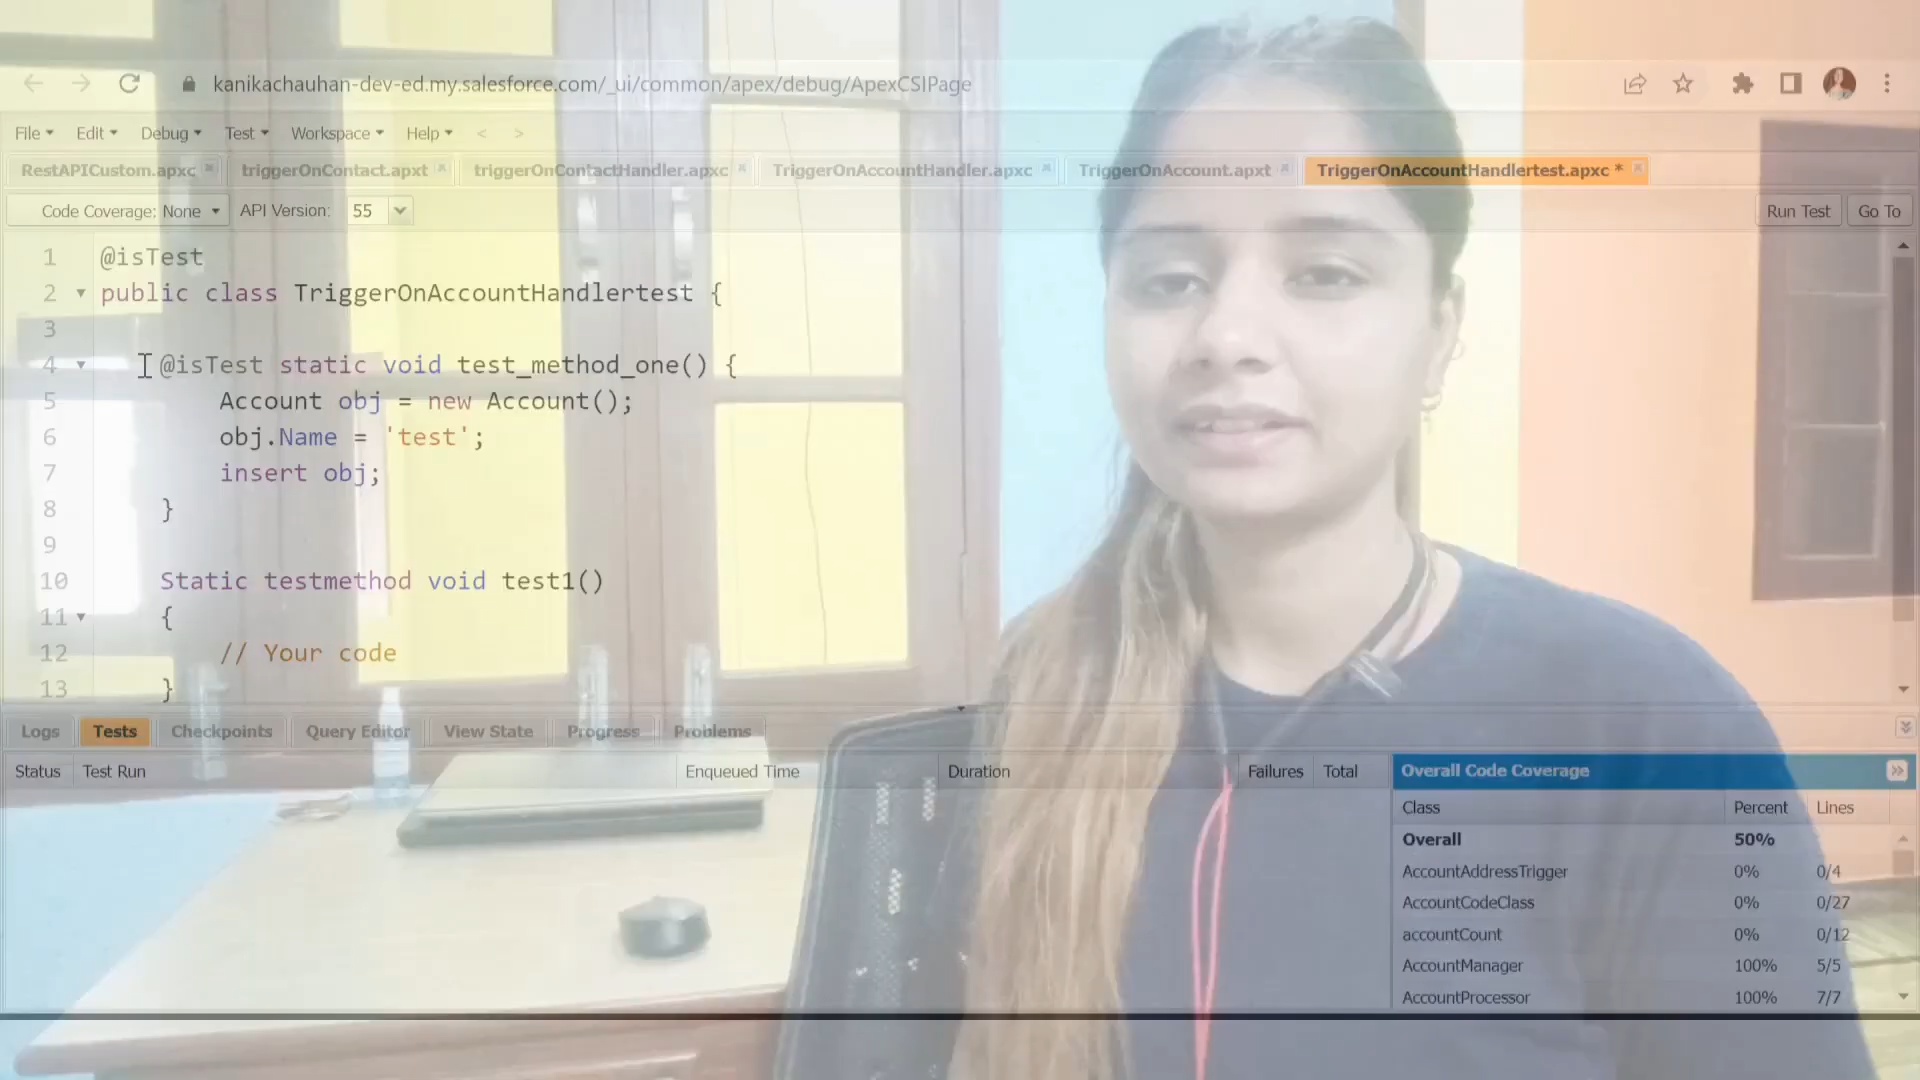 kanikachauhan-dev-ed.my.salesforce.com/_ui/common/apex/debug/ApexCSIPage
File Edit Debug Test Workspace Help < >
RestAPICustom.apxc triggerOnContact.apxt triggerOnContactHandler.apxc TriggerOnAccountHandler.apxc TriggerOnAccount.apxt TriggerOnAccountHandlertest.apxc *
Code Coverage: None API Version: 55 Run Test Go To
1 @isTest
2 public class TriggerOnAccountHandlertest {
3
4 @isTest static void test_method_one() {
5 Account obj = new Account();
6 obj.Name = 'test';
7 insert obj;
8 }
9
10 Static testmethod void test1()
11 {
12 // Your code
13 }
Logs Tests Checkpoints Query Editor View State Progress Problems
Status Test Run Enqueued Time Duration Failures Total Overall Code Coverage
Class Percent Lines
Overall 50%
AccountAddressTrigger 0% 0/4
AccountCodeClass 0% 0/27
accountCount 0% 0/12
AccountManager 100% 5/5
AccountProcessor 100% 7/7